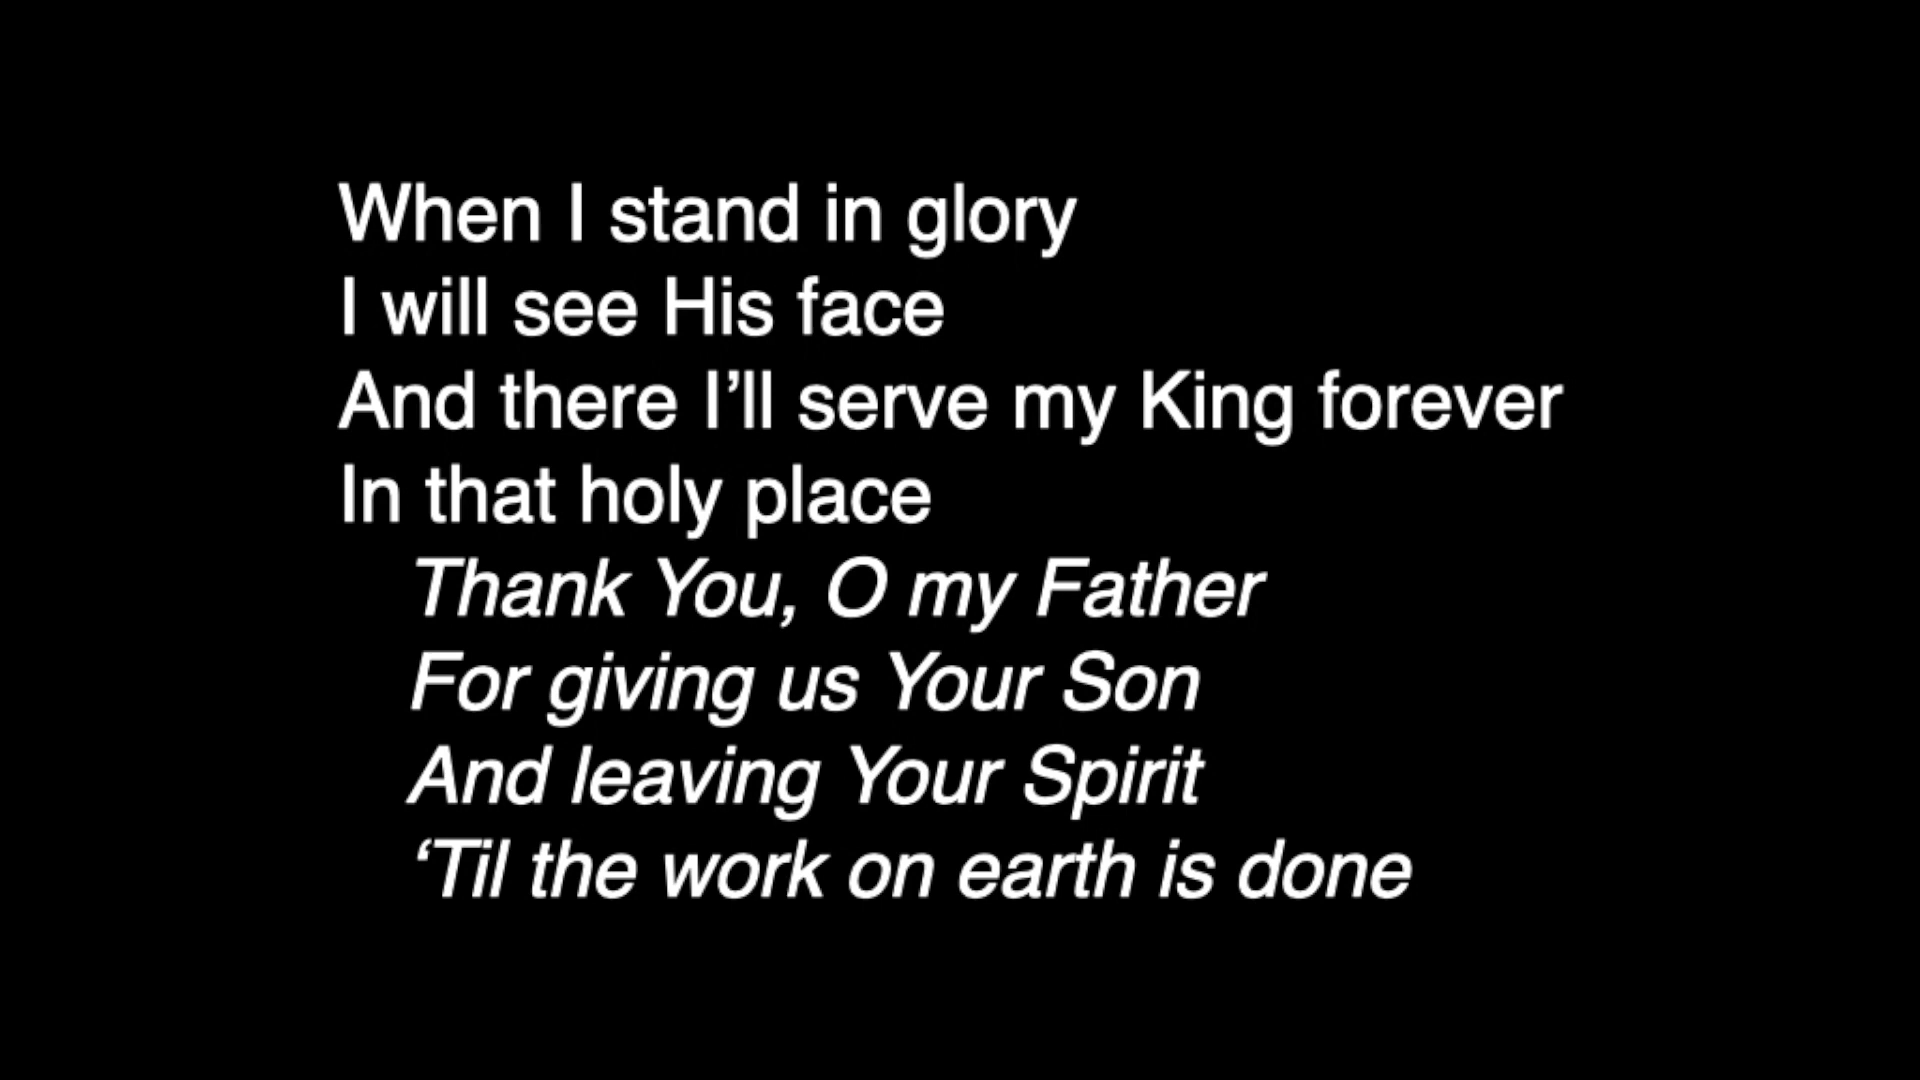 When I stand in glory
I will see His face
And there I’ll serve my King forever
In that holy place
Thank You, O my Father
For giving us Your Son
And leaving Your Spirit
‘Til the work on earth is done